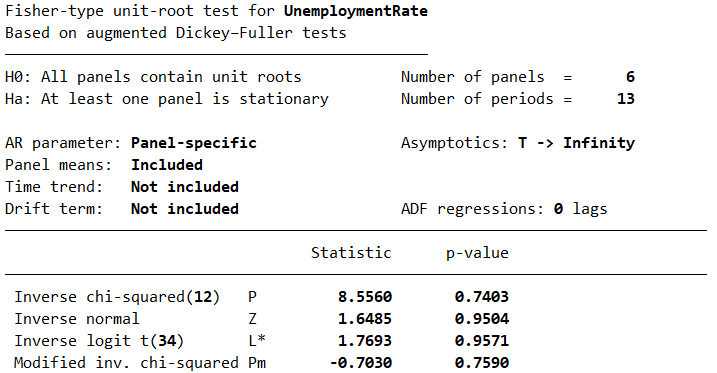 Fisher-type unit-root test for UnemploymentRate
Based on augmented Dickey–Fuller tests
H0: All panels contain unit roots Number of panels = 6
Ha: At least one panel is stationary Number of periods = 13
AR parameter: Panel-specific Asymptotics: T -> Infinity
Panel means: Included
Time trend: Not included
Drift term: Not included ADF regressions: 0 lags
Statistic p-value
Inverse chi-squared(12) P 8.5560 0.7403
Inverse normal Z 1.6485 0.9504
Inverse logit t(34) L* 1.7693 0.9571
Modified inv. chi-squared Pm -0.7030 0.7590